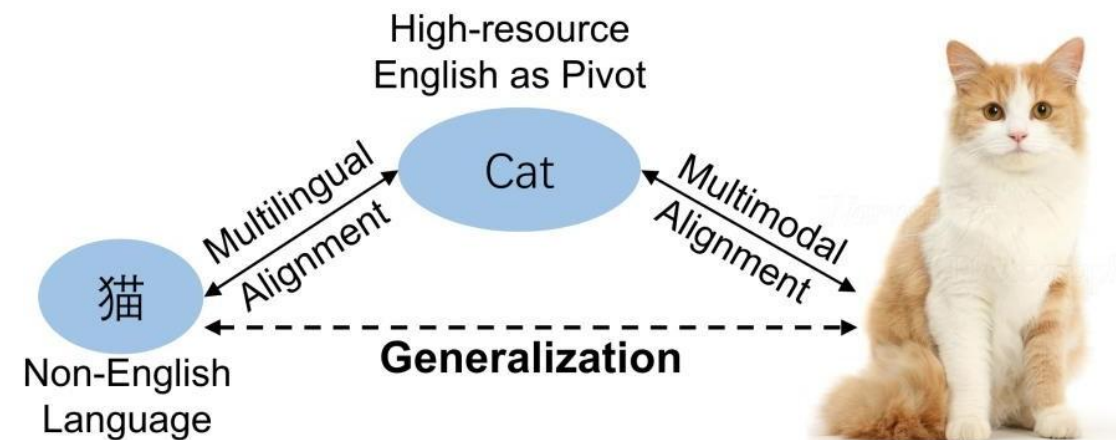 High-resource
English as Pivot
Cat
Multilingual
Alignment
Multimodal
Alignment
猫
Generalization
Non-English
Language